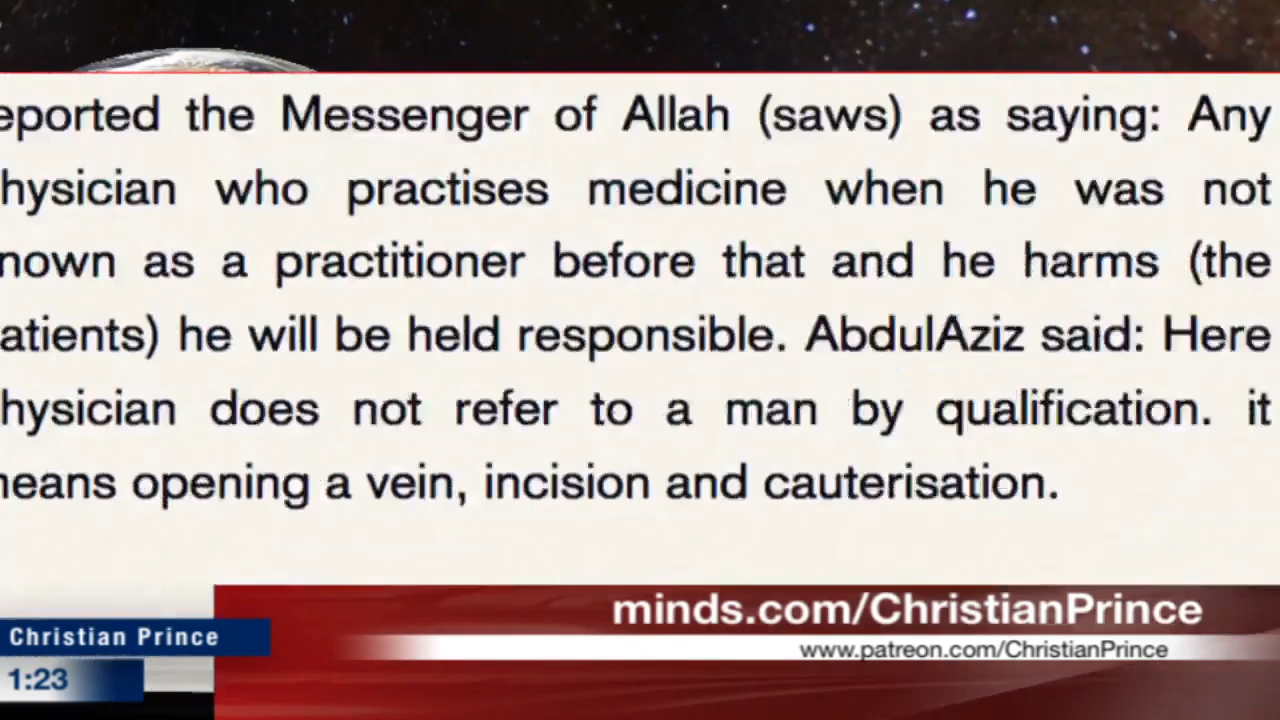 eported the Messenger of Allah (saws) as saying: Any
hysician who practises medicine when he was not
nown as a practitioner before that and he harms (the
atients) he will be held responsible. AbdulAziz said: Here
hysician does not refer to a man by qualification. it
neans opening a vein, incision and cauterisation.
minds.com/ChristianPrince
Christian Prince
www.patreon.com/ChristianPrince
1:23